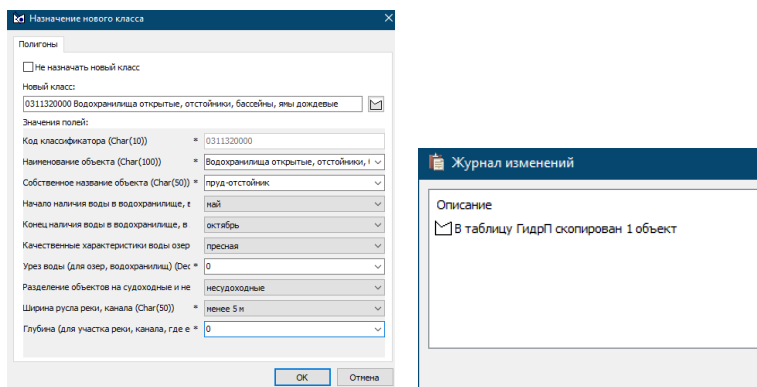 Назначение нового класса
Полигоны
Не назначать новый класс
Новый класс:
0311320000 Водохранилища открытые, отстойники, бассейны, ямы дождевые
Значения полей:
Код классификатора (Char(10)) * 0311320000
Наименование объекта (Char(100)) * Водохранилища открытые, отстойники,
Собственное название объекта (Char(50)) * пруд-отстойник
Начало наличия воды в водохранилище, май
Конец наличия воды в водохранилище, в октябрь
Качественные характеристики воды озер пресная
Урез воды (для озер, водохранилищ) (Dec * 0
Разделение объектов на судоходные и не несудоходные
Ширина русла реки, канала (Char(50)) * менее 5 м
Глубина (для участка реки, канала, где е * 0
OK Отмена
Журнал изменений
Описание
В таблицу ГидрП скопирован 1 объект